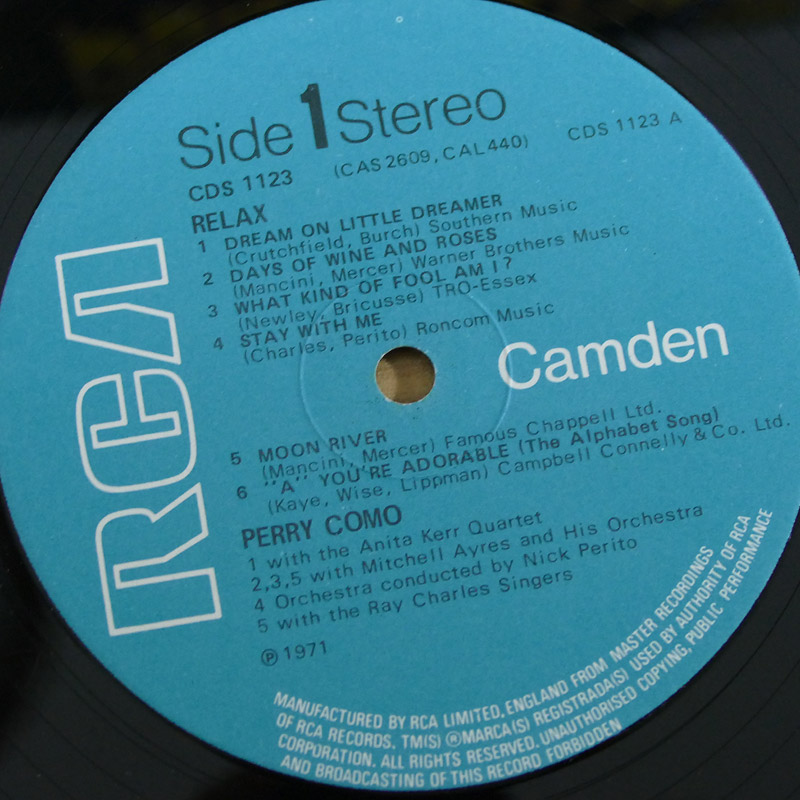 Side 1 Stereo
CDS 1123 (CAS 2609, CAL 440) CDS 1123 A
RELAX
1 DREAM ON LITTLE DREAMER
(Crutchfield, Burch) Southern Music
2 DAYS OF WINE AND ROSES
(Mancini, Mercer) Warner Brothers Music
3 WHAT KIND OF FOOL AM I?
(Newley, Bricusse) TRO-Essex
4 STAY WITH ME
(Charles, Perito) Roncom Music
RCA
Camden
5 MOON RIVER
(Mancini, Mercer) Famous Chappell Ltd.
6 "A" YOU'RE ADORABLE (The Alphabet Song)
(Kaye, Wise, Lippman) Campbell Connelly & Co. Ltd.
PERRY COMO
1 with the Anita Kerr Quartet
2,3,5 with Mitchell Ayres and His Orchestra
4 Orchestra conducted by Nick Perito
5 with the Ray Charles Singers
℗ 1971
MANUFACTURED BY RCA LIMITED, ENGLAND FROM MASTER RECORDINGS
OF RCA RECORDS. TM(S) ® MARCA(S) REGISTRADA(S) USED BY AUTHORITY OF RCA
CORPORATION. ALL RIGHTS RESERVED. UNAUTHORISED COPYING, PUBLIC PERFORMANCE
AND BROADCASTING OF THIS RECORD FORBIDDEN